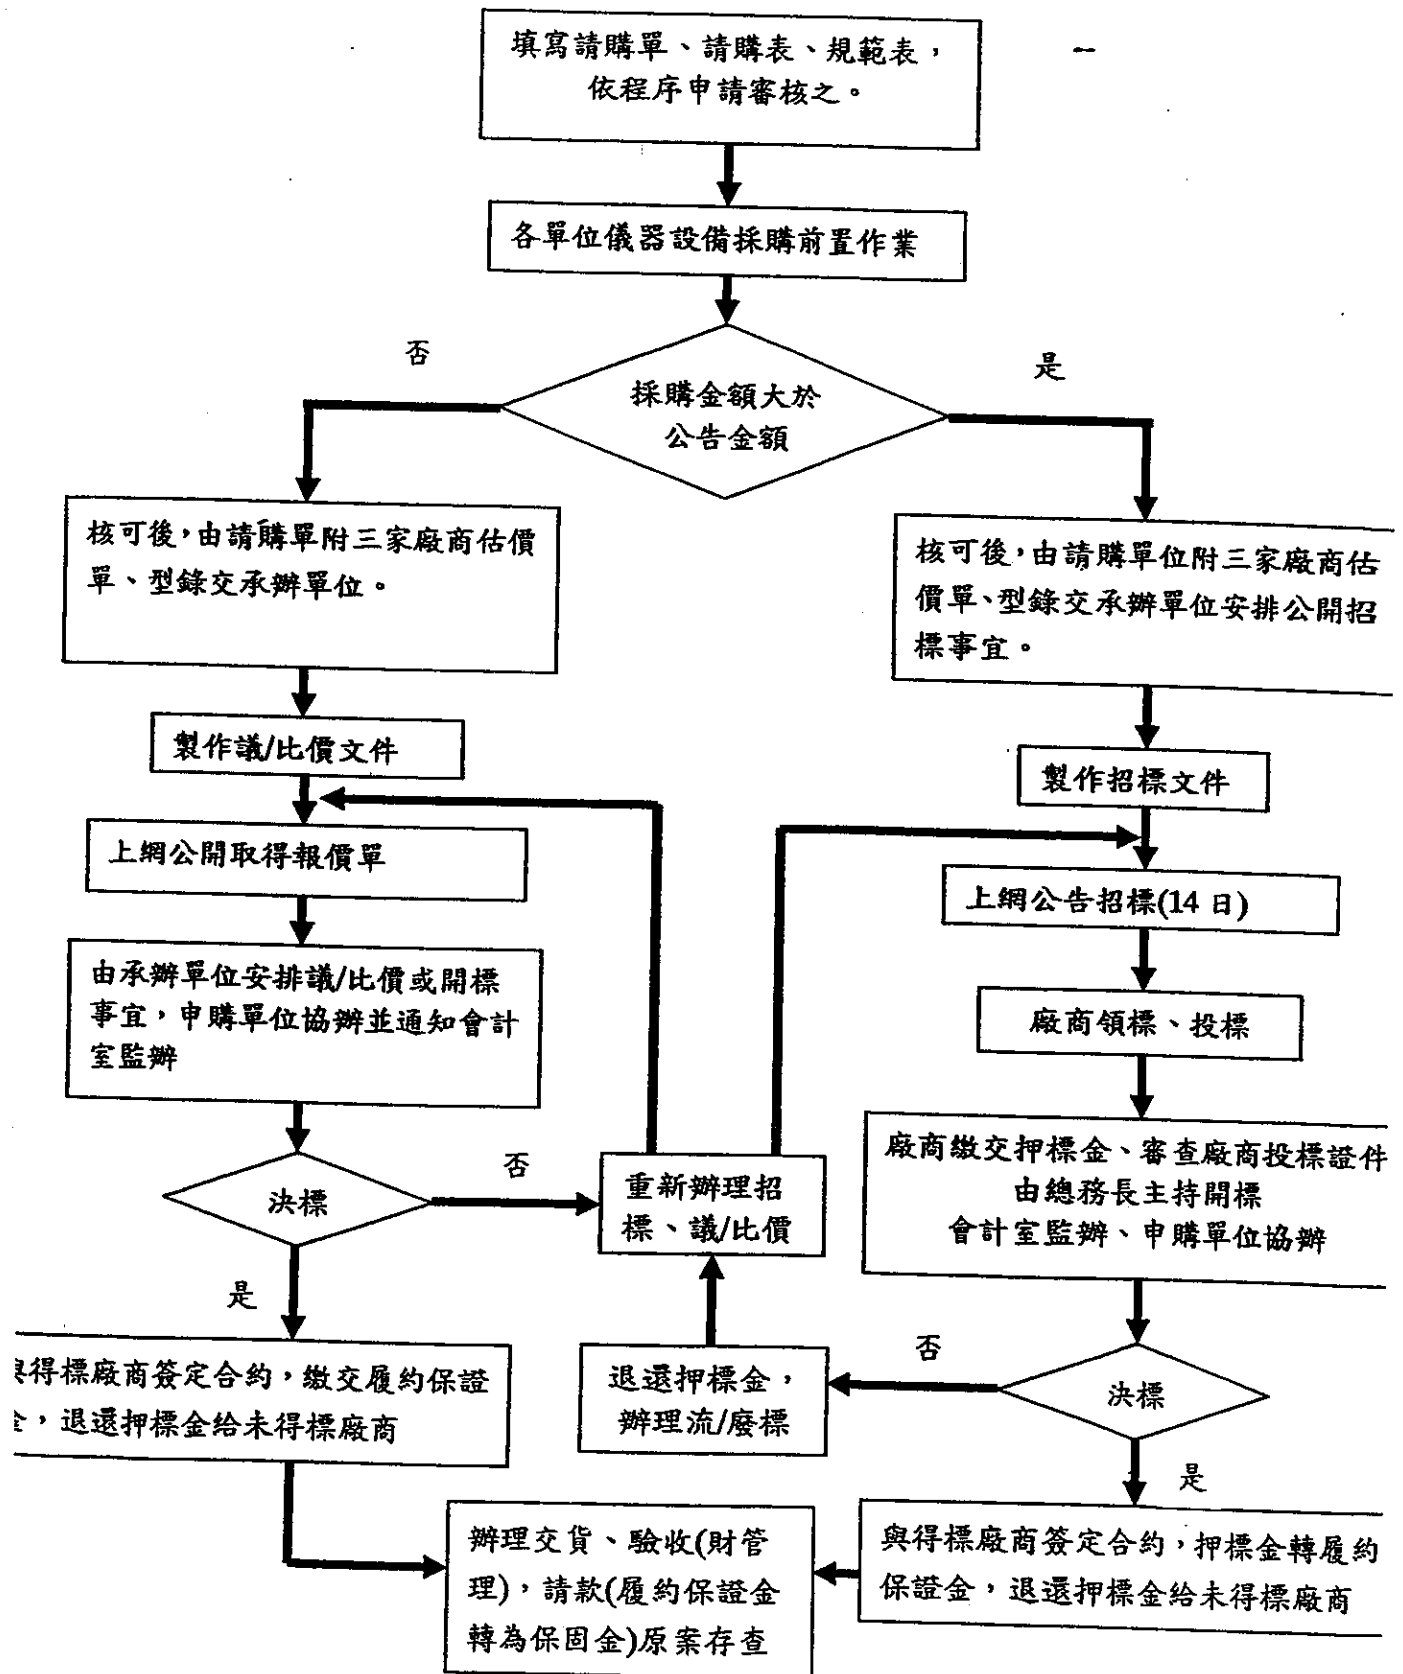 填寫請購單、請購表、規範表，
依程序申請審核之。
各單位儀器設備採購前置作業
否
是
採購金額大於
公告金額
核可後，由請購單附三家廠商估價
單、型錄交承辦單位。
核可後，由請購單位附三家廠商估
價單、型錄交承辦單位安排公開招
標事宜。
製作議/比價文件
製作招標文件
上網公開取得報價單
上網公告招標(14 日)
由承辦單位安排議/比價或開標
事宜，申購單位協辦並通知會計
室監辦
廠商領標、投標
廠商繳交押標金、審查廠商投標證件
由總務長主持開標
會計室監辦、申購單位協辦
決標
否
重新辦理招
標、議/比價
是
與得標廠商簽定合約，繳交履約保證
金，退還押標金給未得標廠商
退還押標金，
辦理流/廢標
否
決標
是
辦理交貨、驗收(財管
理)，請款(履約保證金
轉為保固金)原案存查
與得標廠商簽定合約，押標金轉履約
保證金，退還押標金給未得標廠商